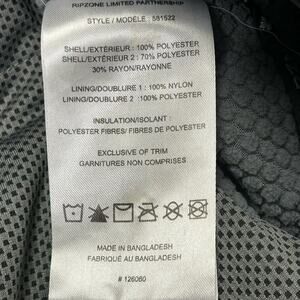 RIPZONE LIMITED PARTNERSHIP
STYLE / MODÈLE : 581522
SHELL/EXTÉRIEUR : 100% POLYESTER
SHELL/EXTÉRIEUR 2 : 70% POLYESTER
30% RAYON/RAYONNE
LINING/DOUBLURE 1 : 100% NYLON
LINING/DOUBLURE 2 :100% POLYESTER
INSULATION/ISOLANT :
POLYESTER FIBRES/ FIBRES DE POLYESTER
EXCLUSIVE OF TRIM
GARNITURES NON COMPRISES
MADE IN BANGLADESH
FABRIQUÉ AU BANGLADESH
# 126060